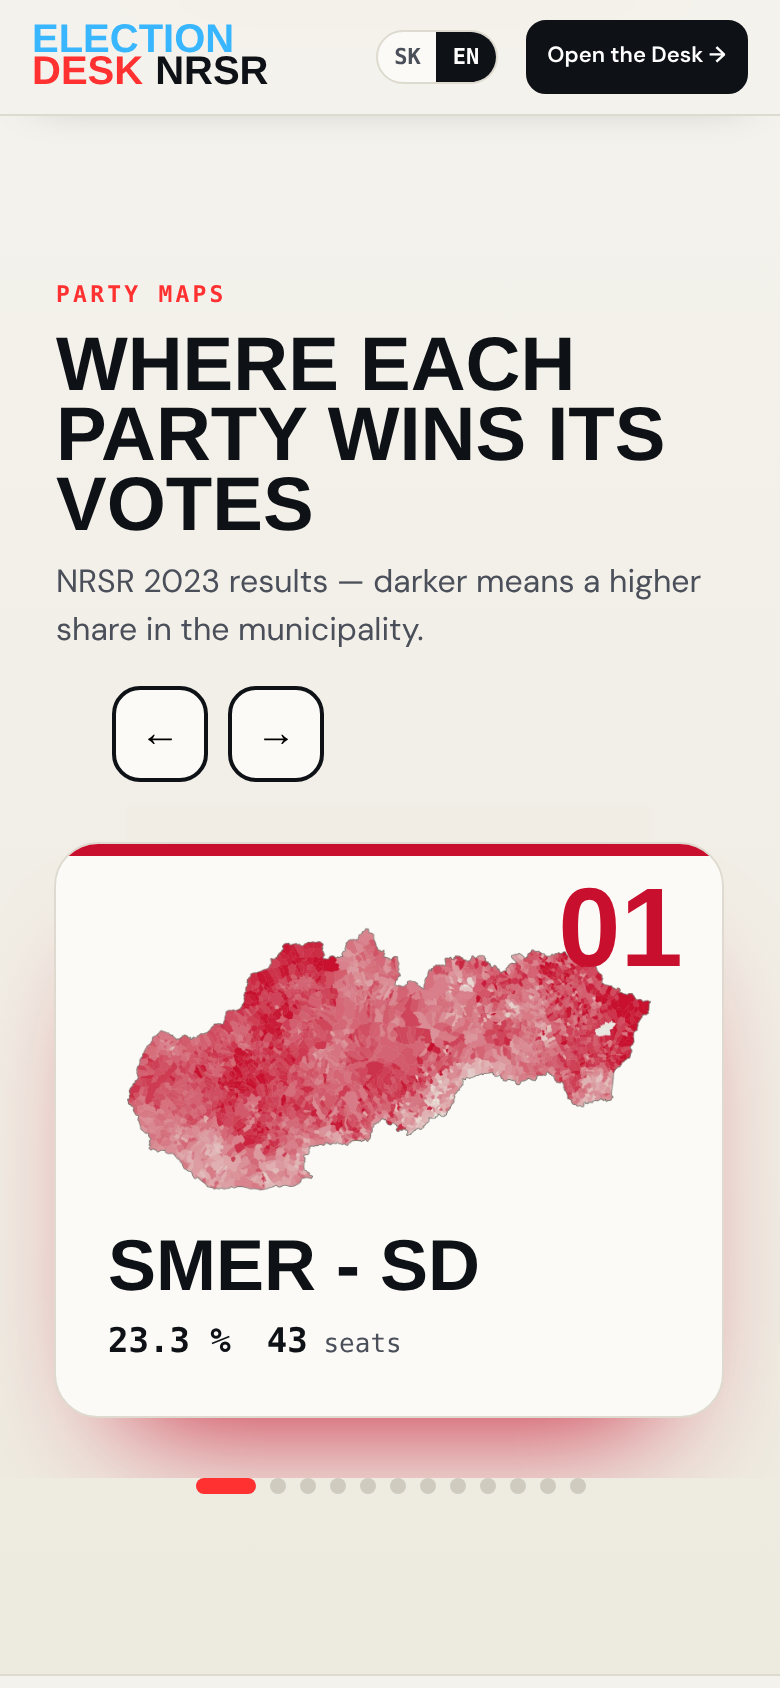 ELECTION
DESK NRSR
SK EN
Open the Desk →
PARTY MAPS
WHERE EACH
PARTY WINS ITS
VOTES
NRSR 2023 results — darker means a higher
share in the municipality.
← →
01
SMER - SD
23.3 % 43 seats